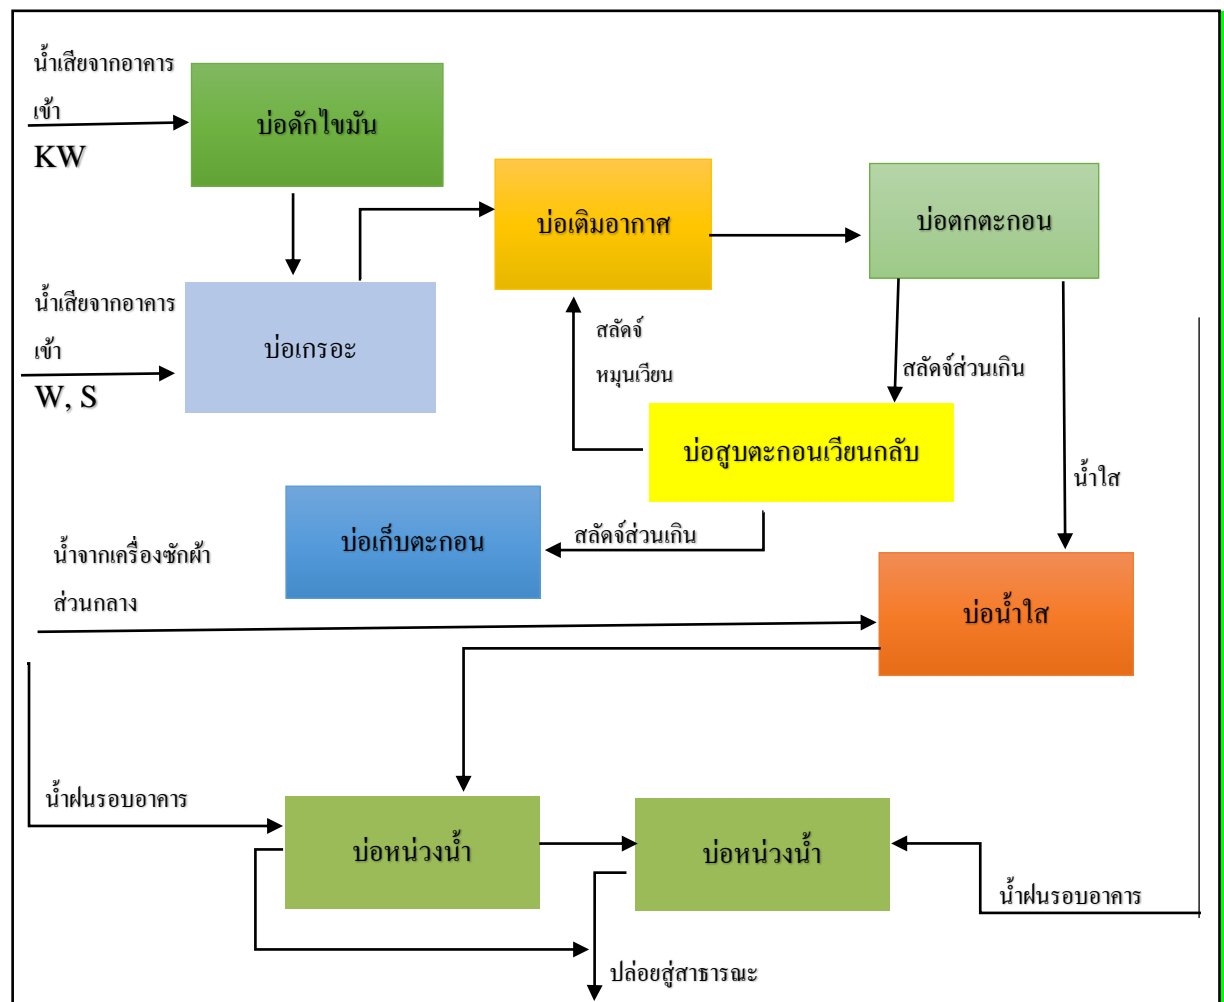 น้ำเสียจากอาคาร
เข้า
KW
บ่อดักไขมัน
บ่อเติมอากาศ
บ่อตกตะกอน
น้ำเสียจากอาคาร
เข้า
W, S
บ่อเกรอะ
สลัดจ์
หมุนเวียน
สลัดจ์ส่วนเกิน
บ่อสูบตะกอนเวียนกลับ
น้ำใส
บ่อเก็บตะกอน
สลัดจ์ส่วนเกิน
น้ำจากเครื่องซักผ้า
ส่วนกลาง
บ่อน้ำใส
น้ำฝนรอบอาคาร
บ่อหน่วงน้ำ
บ่อหน่วงน้ำ
น้ำฝนรอบอาคาร
ปล่อยสู่สาธารณะ